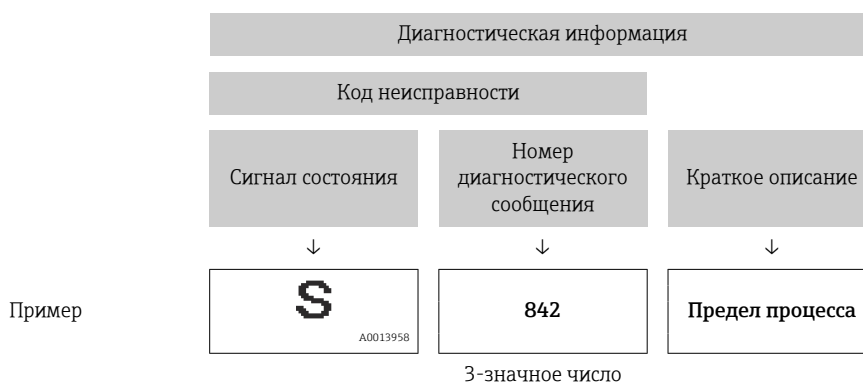 Диагностическая информация
Код неисправности
Сигнал состояния
Номер
диагностического
сообщения
Краткое описание
↓ ↓ ↓
Пример
S
A0013958
842
Предел процесса
3-значное число